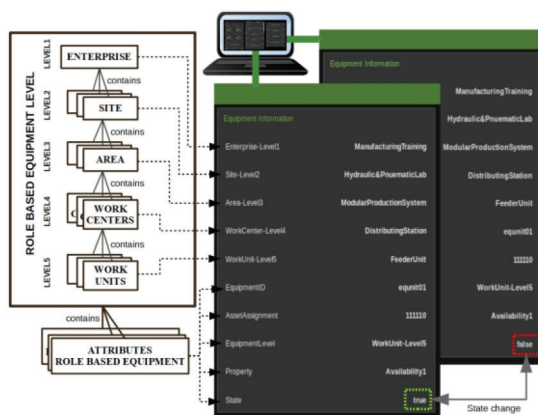 ROLE BASED EQUIPMENT LEVEL
LEVEL1
ENTERPRISE
contains
LEVEL2
SITE
contains
LEVEL3
AREA
contains
LEVEL4
WORK
CENTERS
contains
LEVEL5
WORK
UNITS
contains
ATTRIBUTES
ROLE BASED EQUIPMENT
Equipment Information
Enterprise-Level1 ManufacturingTraining
Site-Level2 Hydraulic&PnuematicLab
Area-Level3 ModularProductionSystem
WorkCenter-Level4 DistributingStation
WorkUnit-Level5 FeederUnit
EquipmentID equnit01
AssetAssignment 111110
EquipmentLevel WorkUnit-Level5
Property Availability1
State true
Equipment Information
ManufacturingTraining
Hydraulic&PnuematicLab
ModularProductionSystem
DistributingStation
FeederUnit
equnit01
111110
WorkUnit-Level5
Availability1
false
State change